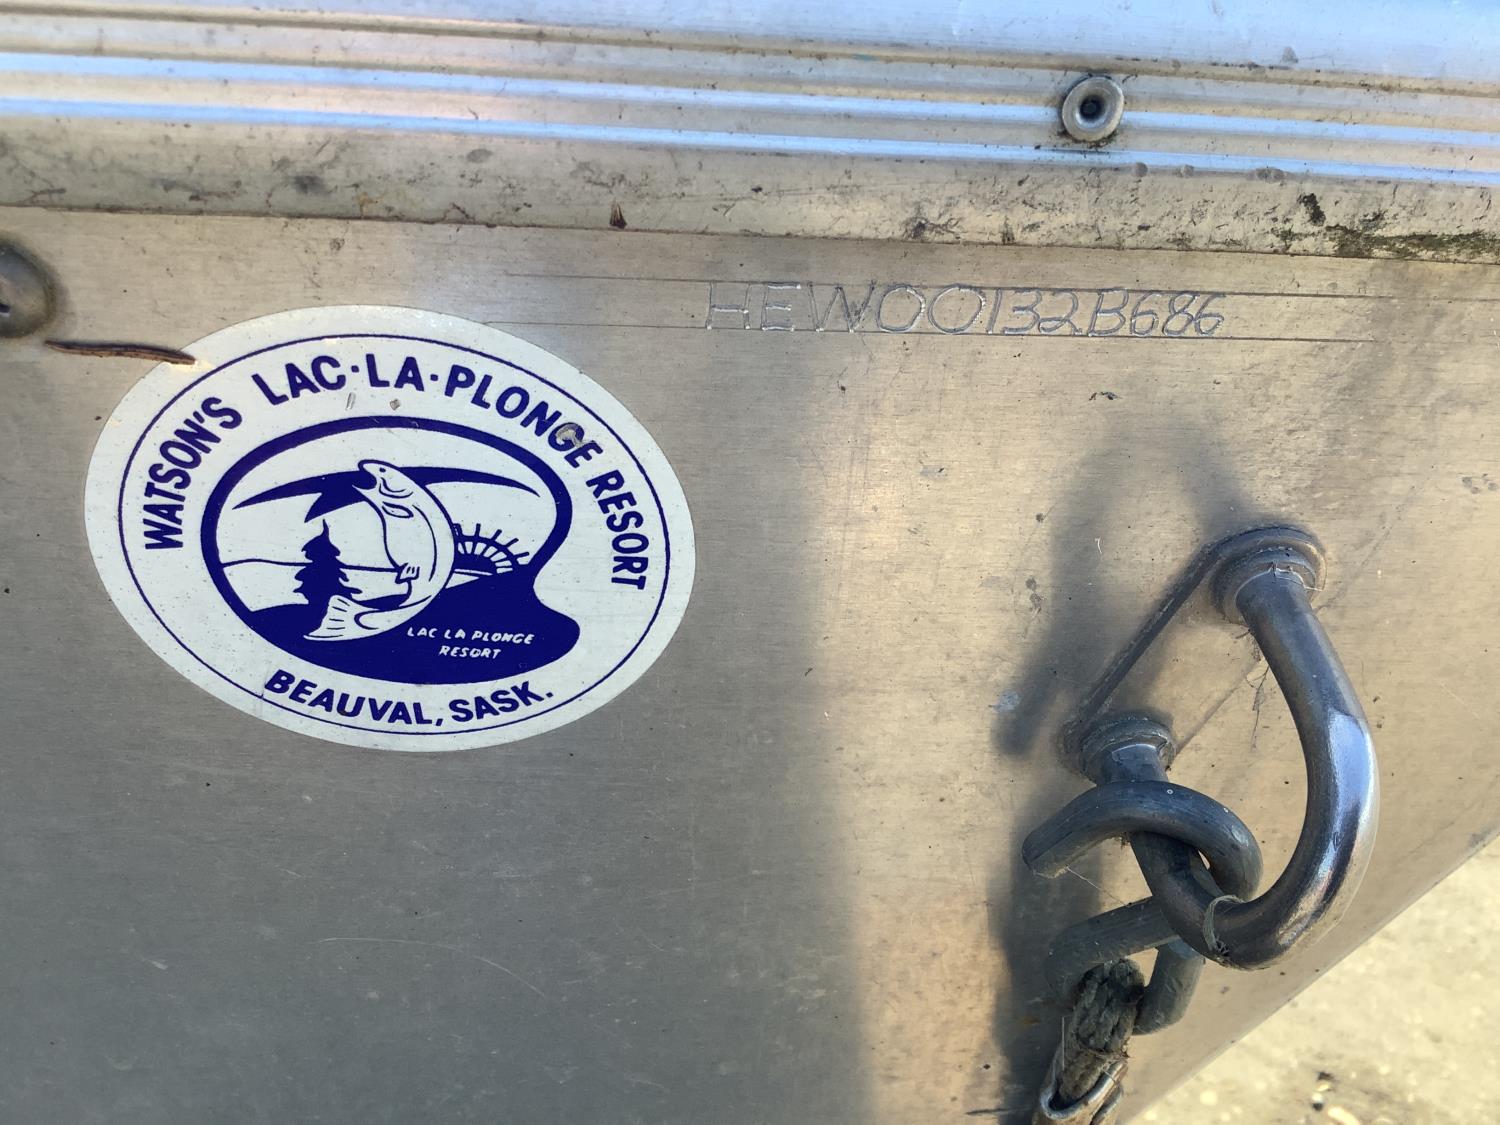 HEW00132B686
WATSON'S LAC·LA·PLONGE RESORT
LAC LA PLONGE
RESORT
BEAUVAL, SASK.